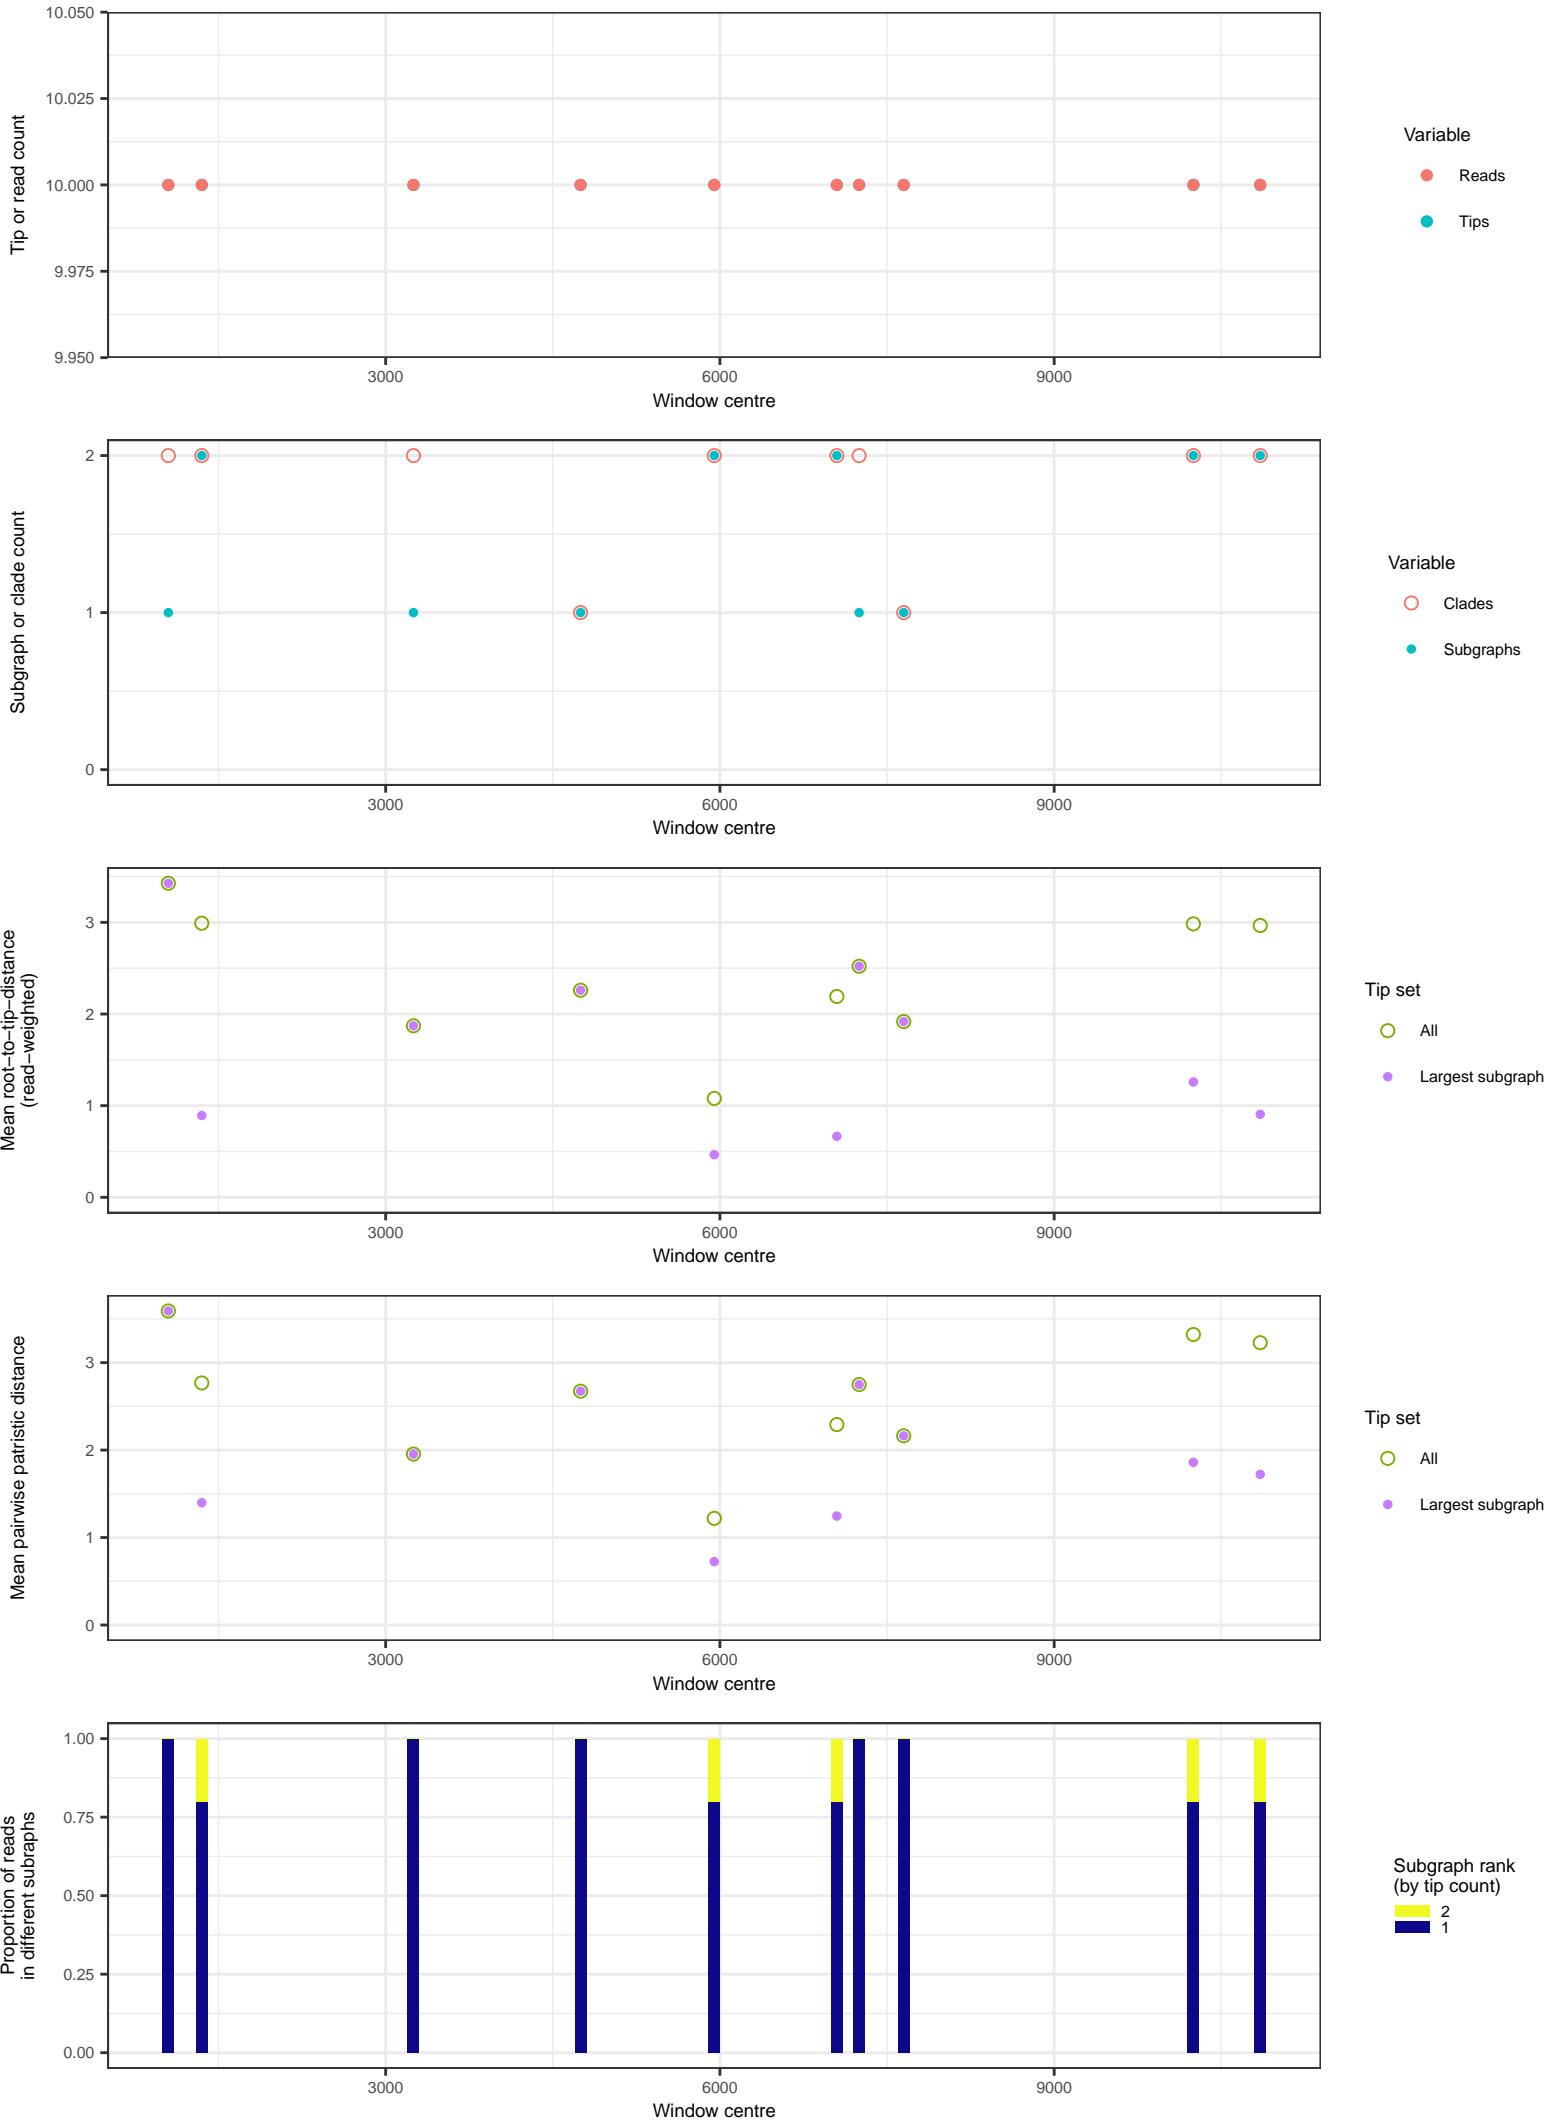 10.050
10.025
10.000
9.975
9.950
Tip or read count
3000
6000
9000
Window centre
Variable
Reads
Tips
2
1
0
Subgraph or clade count
3000
6000
9000
Window centre
Variable
Clades
Subgraphs
3
2
1
0
Mean root−to−tip−distance
(read−weighted)
3000
6000
9000
Window centre
Tip set
All
Largest subgraph
3
2
1
0
Mean pairwise patristic distance
3000
6000
9000
Window centre
Tip set
All
Largest subgraph
1.00
0.75
0.50
0.25
0.00
Proportion of reads
in different subraphs
3000
6000
9000
Window centre
Subgraph rank
(by tip count)
2
1